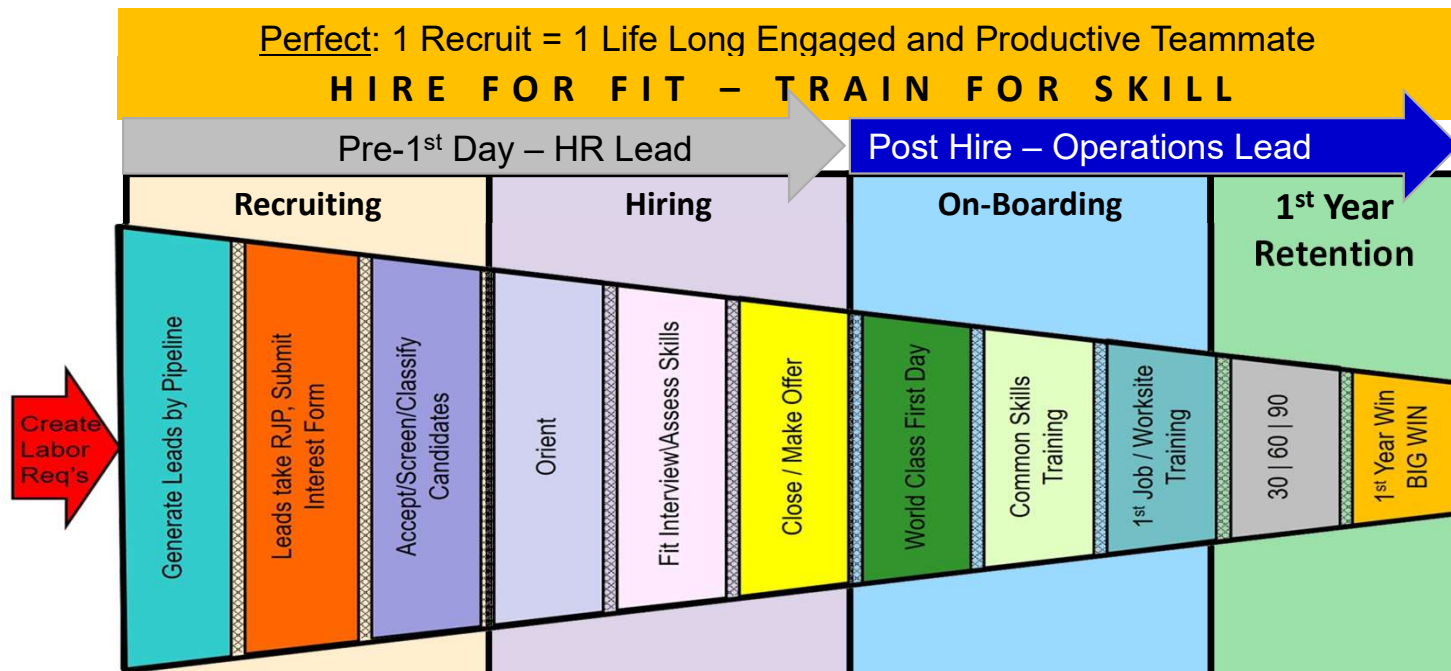 Perfect: 1 Recruit = 1 Life Long Engaged and Productive Teammate
HIRE FOR FIT – TRAIN FOR SKILL
Pre-1st Day – HR Lead
Post Hire – Operations Lead
Recruiting
Hiring
On-Boarding
1st Year
Retention
Create
Labor
Req's
Generate Leads by Pipeline
Leads take RJP, Submit
Interest Form
Accept/Screen/Classify
Candidates
Orient
Fit Interview\Assess Skills
Close / Make Offer
World Class First Day
Common Skills
Training
1st Job / Worksite
Training
30 | 60 | 90
1st Year Win
BIG WIN